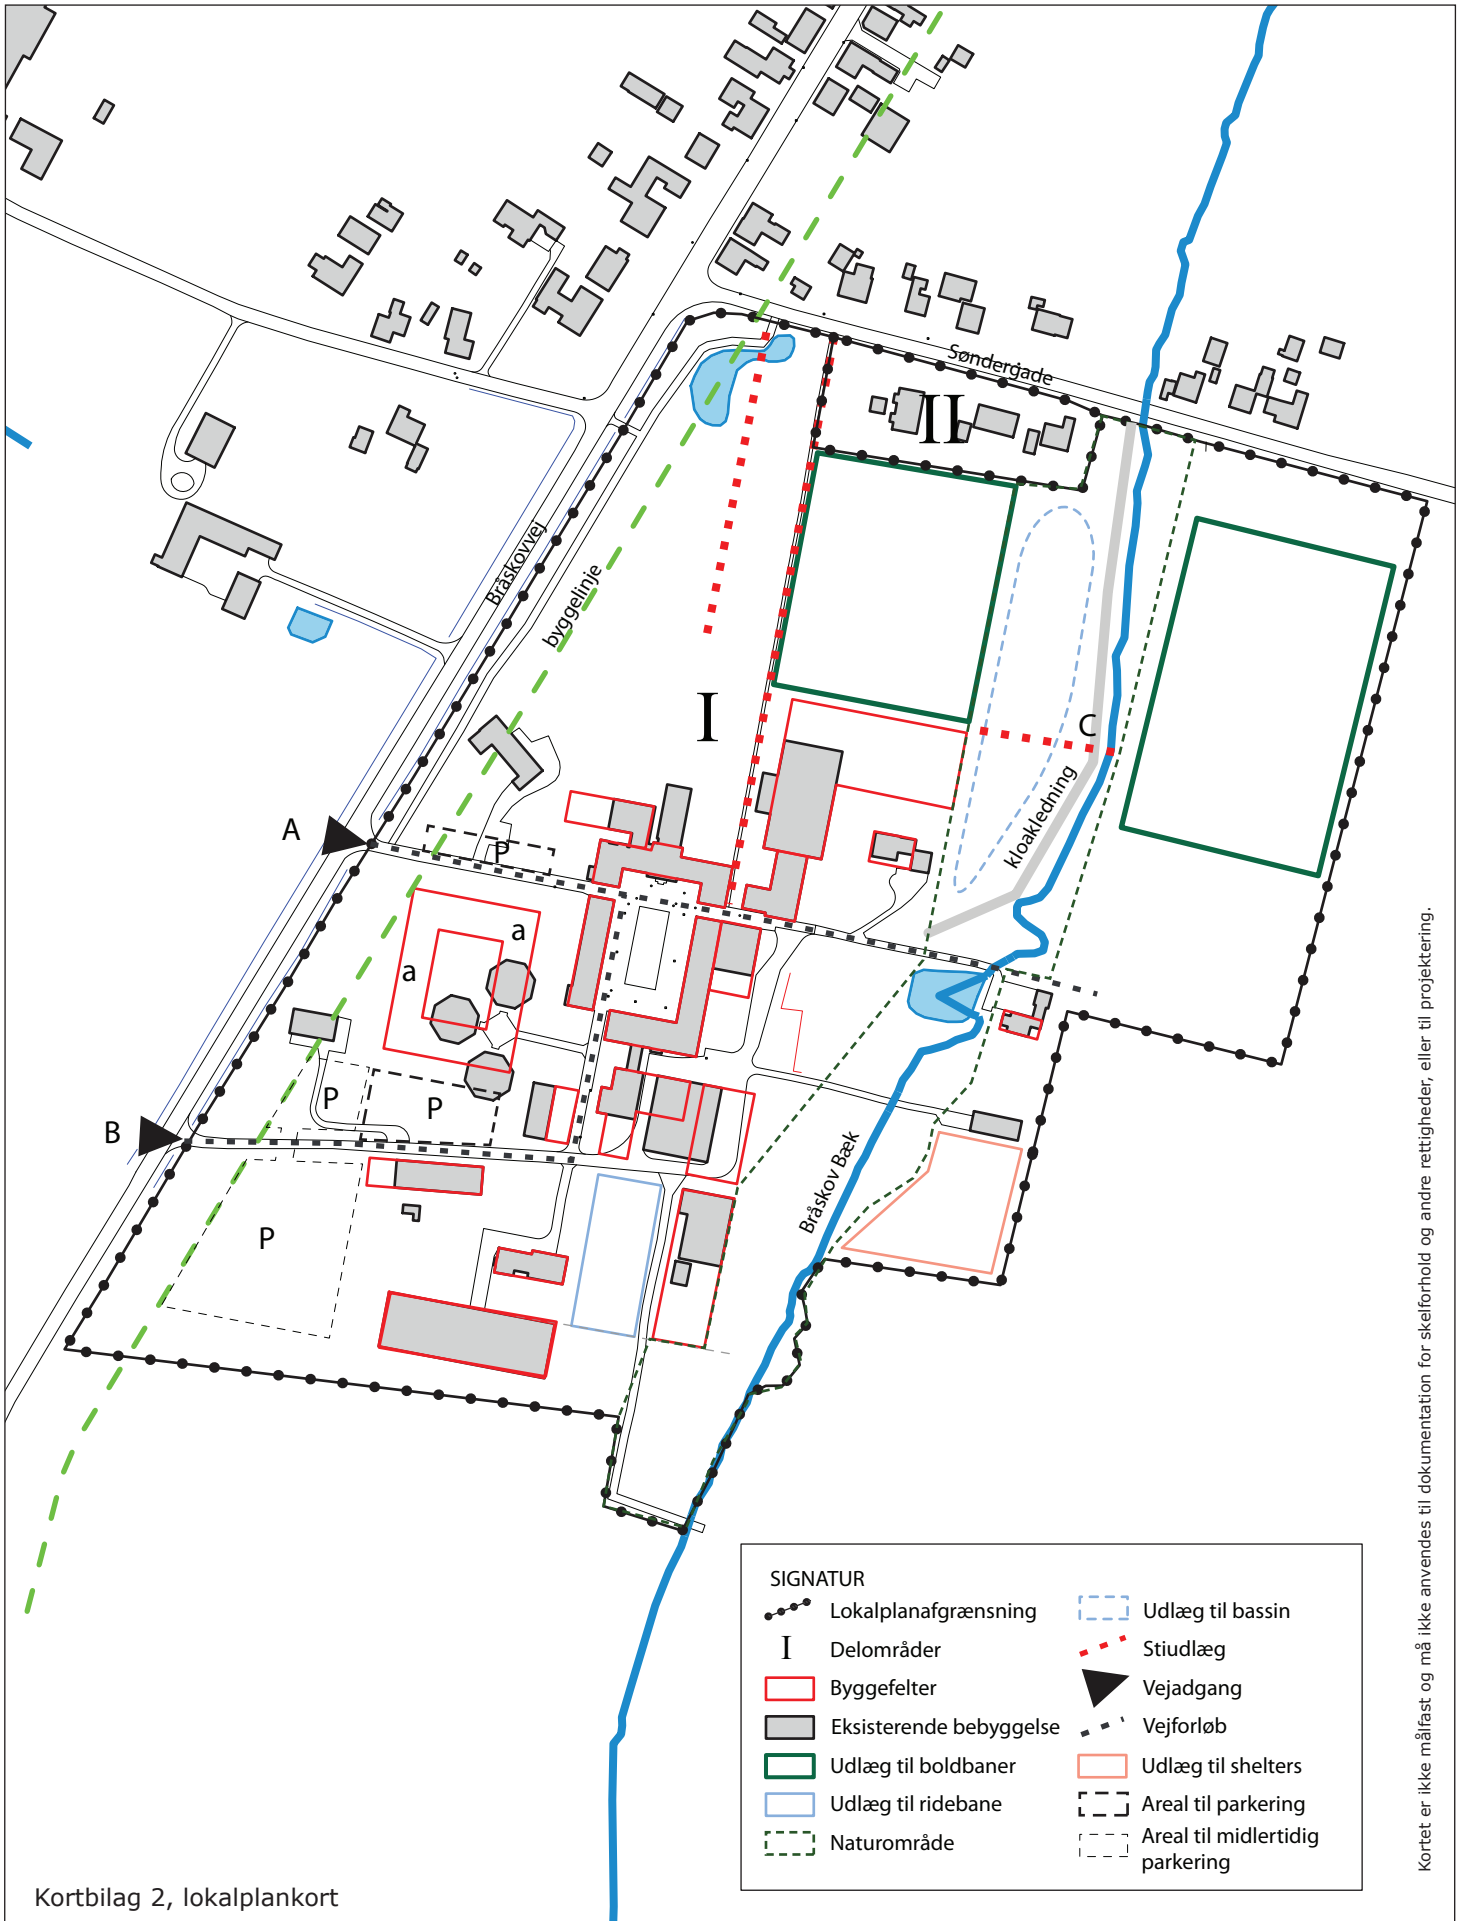 Søndergade
II
Bråskovvej
byggelinje
I
C
kloakledning
A
P
a
a
P
P
B
P
Bråskov Bæk
SIGNATUR
Lokalplanafgrænsning
I Delområder
Byggefelter
Eksisterende bebyggelse
Udlæg til boldbaner
Udlæg til ridebane
Naturområde
Udlæg til bassin
Stiudlæg
Vejadgang
Vejforløb
Udlæg til shelters
Areal til parkering
Areal til midlertidig
parkering
Kortbilag 2, lokalplankort
Kortet er ikke målfast og må ikke anvendes til dokumentation for skelforhold og andre rettigheder, eller til projektering.